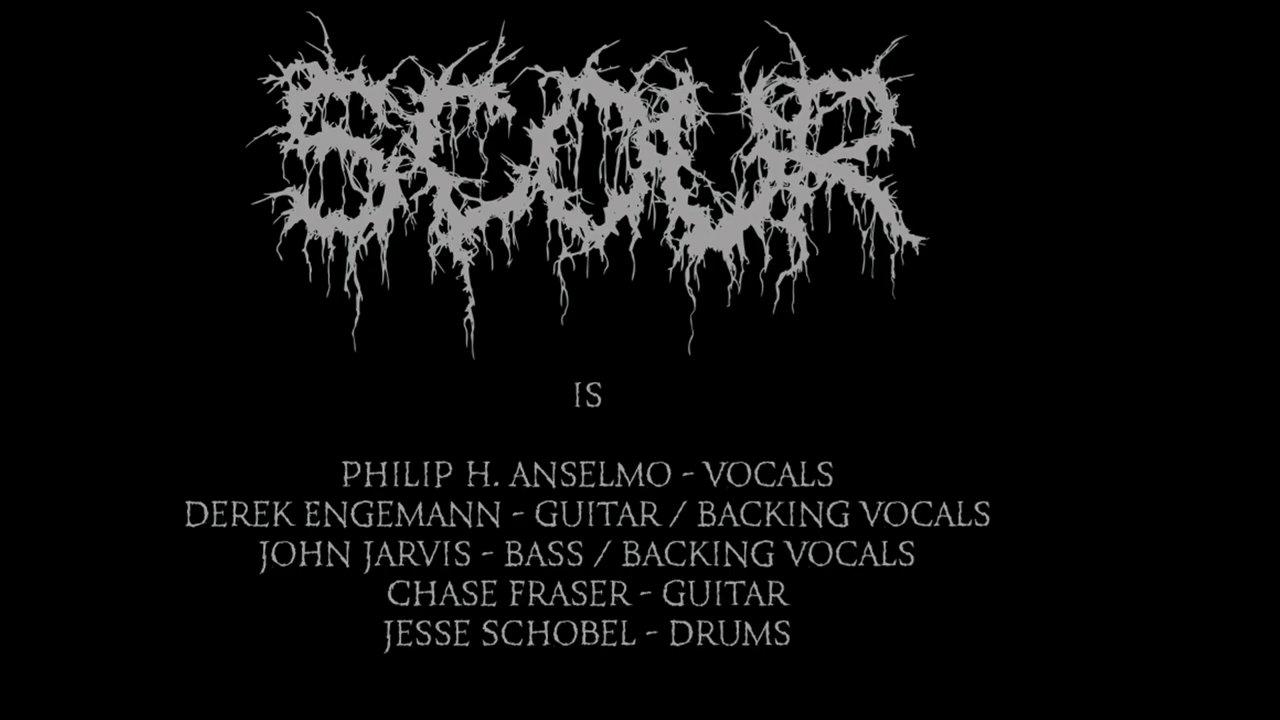 SCOUR
IS
PHILIP H. ANSELMO - VOCALS
DEREK ENGEMANN - GUITAR / BACKING VOCALS
JOHN JARVIS - BASS / BACKING VOCALS
CHASE FRASER - GUITAR
JESSE SCHOBEL - DRUMS